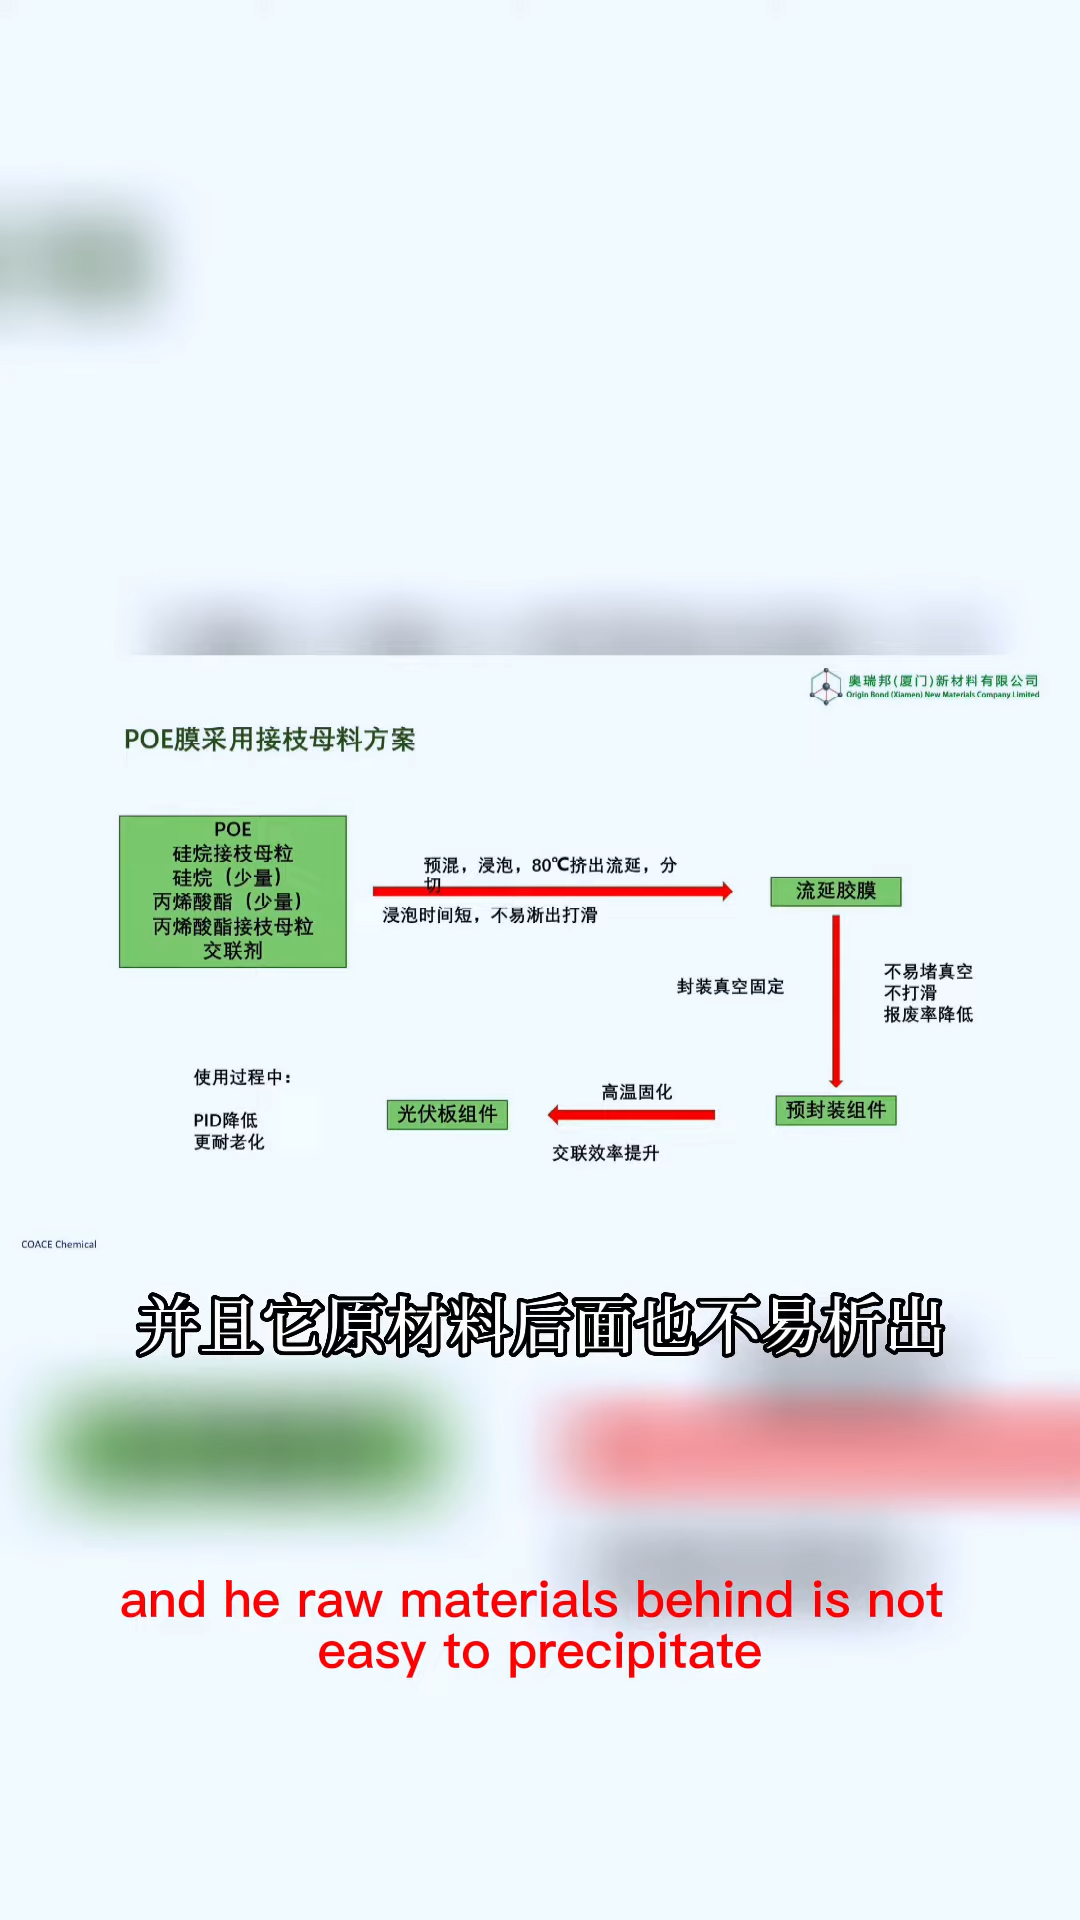 奥瑞邦(厦门)新材料有限公司
Origin Bond (Xiamen) New Materials Company Limited
POE膜采用接枝母料方案
POE
硅烷接枝母粒
硅烷（少量）
丙烯酸酯（少量）
丙烯酸酯接枝母粒
交联剂
预混，浸泡，80℃挤出流延，分
切
浸泡时间短，不易渐出打滑
流延胶膜
封装真空固定
不易堵真空
不打滑
报废率降低
预封装组件
高温固化
交联效率提升
光伏板组件
使用过程中：
PID降低
更耐老化
COACE Chemical
并且它原材料后面也不易析出
and he raw materials behind is not
easy to precipitate